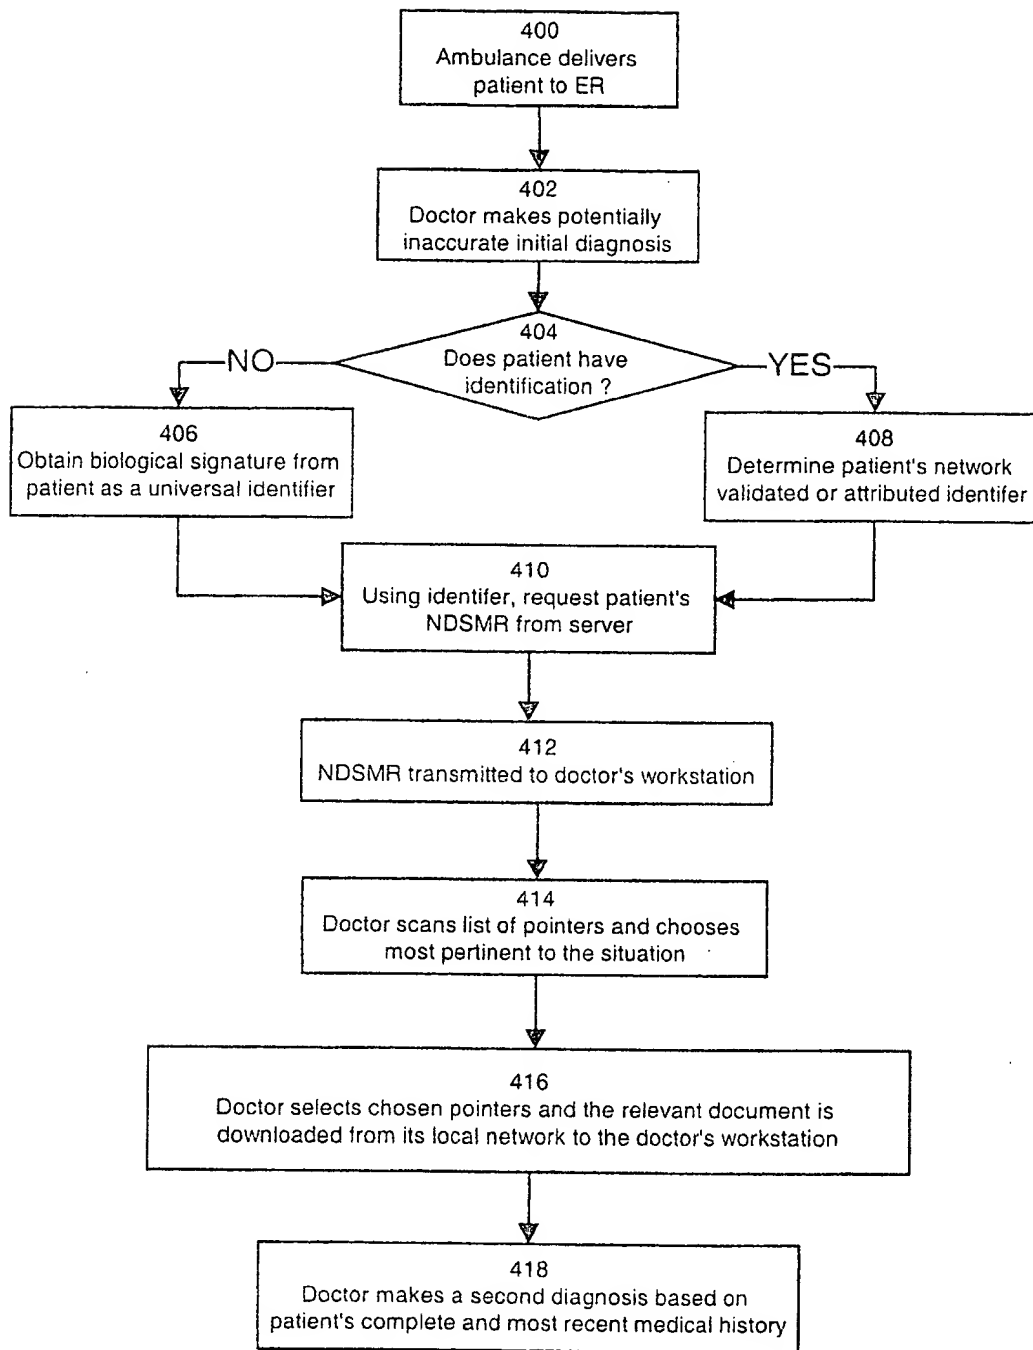 400
Ambulance delivers
patient to ER
402
Doctor makes potentially
inaccurate initial diagnosis
404
Does patient have
identification ?
NO
YES
406
Obtain biological signature from
patient as a universal identifier
408
Determine patient's network
validated or attributed identifer
410
Using identifer, request patient's
NDSMR from server
412
NDSMR transmitted to doctor's workstation
414
Doctor scans list of pointers and chooses
most pertinent to the situation
416
Doctor selects chosen pointers and the relevant document is
downloaded from its local network to the doctor's workstation
418
Doctor makes a second diagnosis based on
patient's complete and most recent medical history